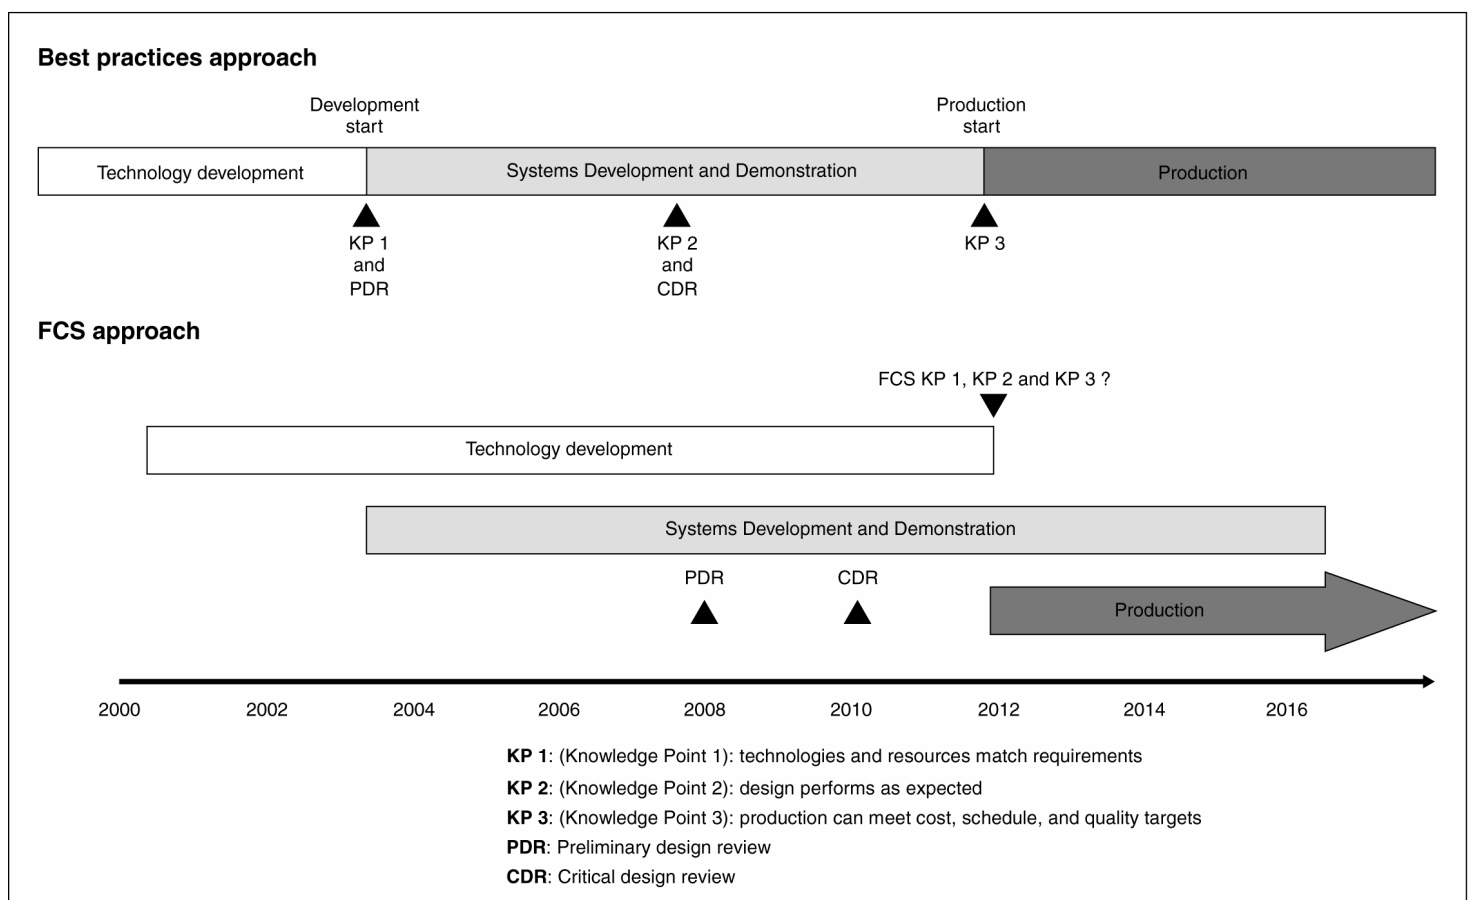 Best practices approach
Development
start
Production
start
Technology development
Systems Development and Demonstration
Production
KP 1
and
PDR
KP 2
and
CDR
KP 3
FCS approach
FCS KP 1, KP 2 and KP 3 ?
Technology development
Systems Development and Demonstration
PDR
CDR
Production
2000
2002
2004
2006
2008
2010
2012
2014
2016
KP 1: (Knowledge Point 1): technologies and resources match requirements
KP 2: (Knowledge Point 2): design performs as expected
KP 3: (Knowledge Point 3): production can meet cost, schedule, and quality targets
PDR: Preliminary design review
CDR: Critical design review